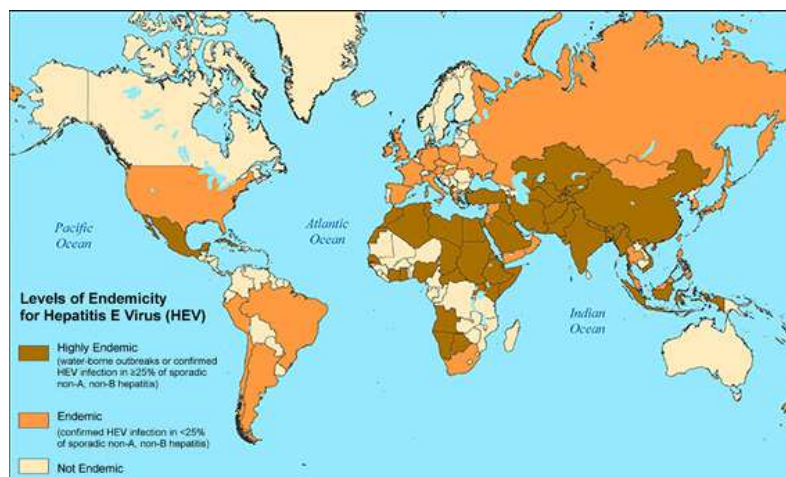 Pacific
Ocean
Atlantic
Ocean
Indian
Ocean
Levels of Endemicity
for Hepatitis E Virus (HEV)
Highly Endemic
(water-borne outbreaks or confirmed
HEV infection in ≥25% of sporadic
non-A, non-B hepatitis)
Endemic
(confirmed HEV infection in <25%
of sporadic non-A, non-B hepatitis)
Not Endemic